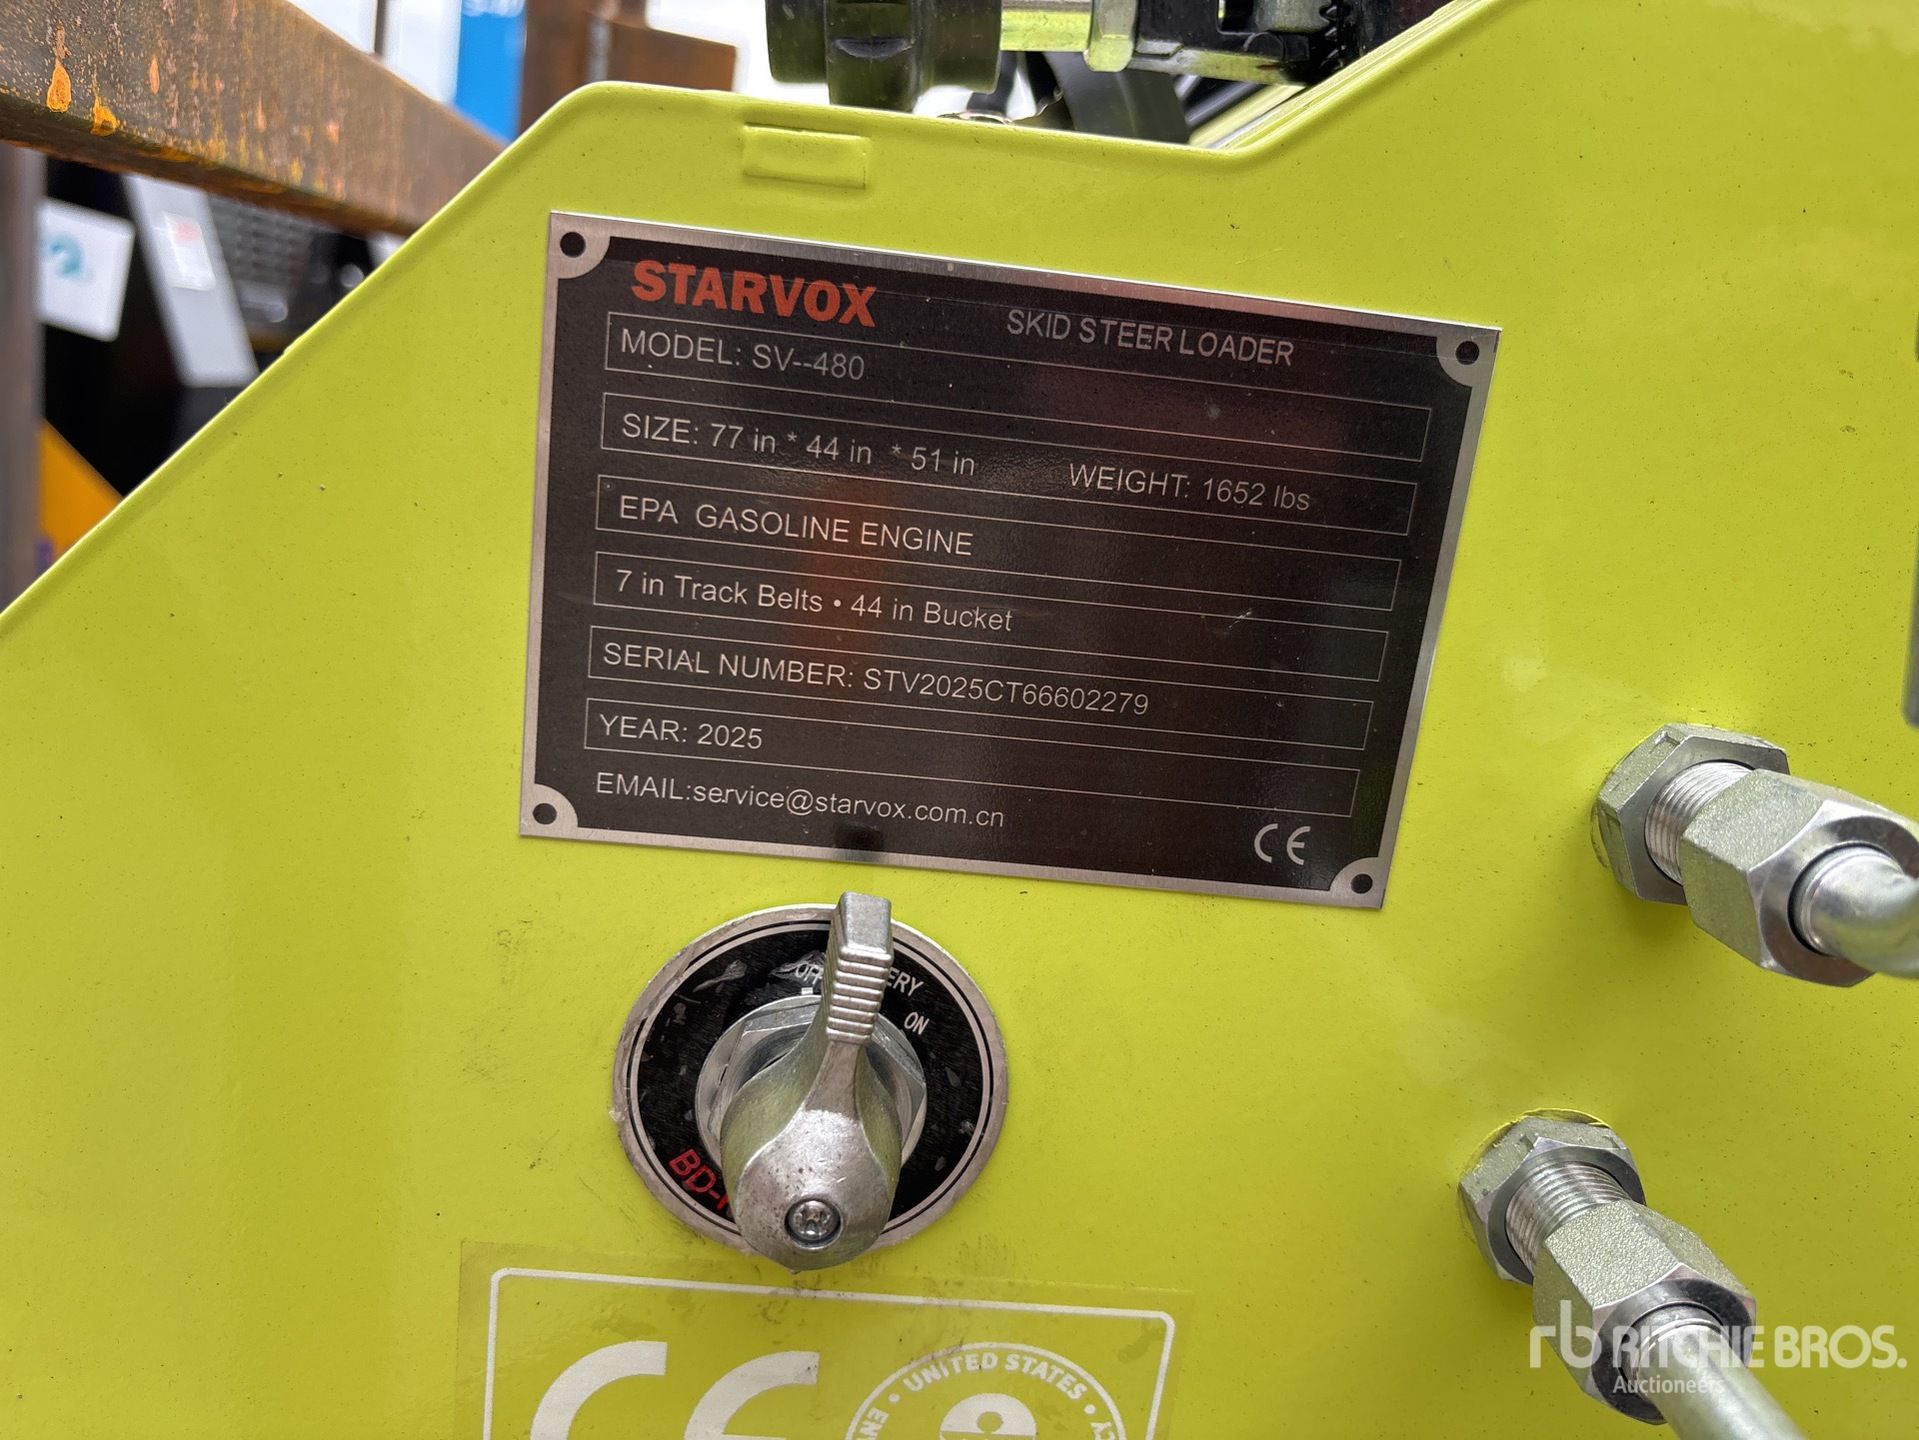 STARVOX
SKID STEER LOADER
MODEL: SV--480
SIZE: 77 in * 44 in * 51 in WEIGHT: 1652 lbs
EPA GASOLINE ENGINE
7 in Track Belts • 44 in Bucket
SERIAL NUMBER: STV2025CT66602279
YEAR: 2025
EMAIL:service@starvox.com.cn
CE
ON
CE
UNITED STATES
rb RITCHIE BROS.
Auctioneers